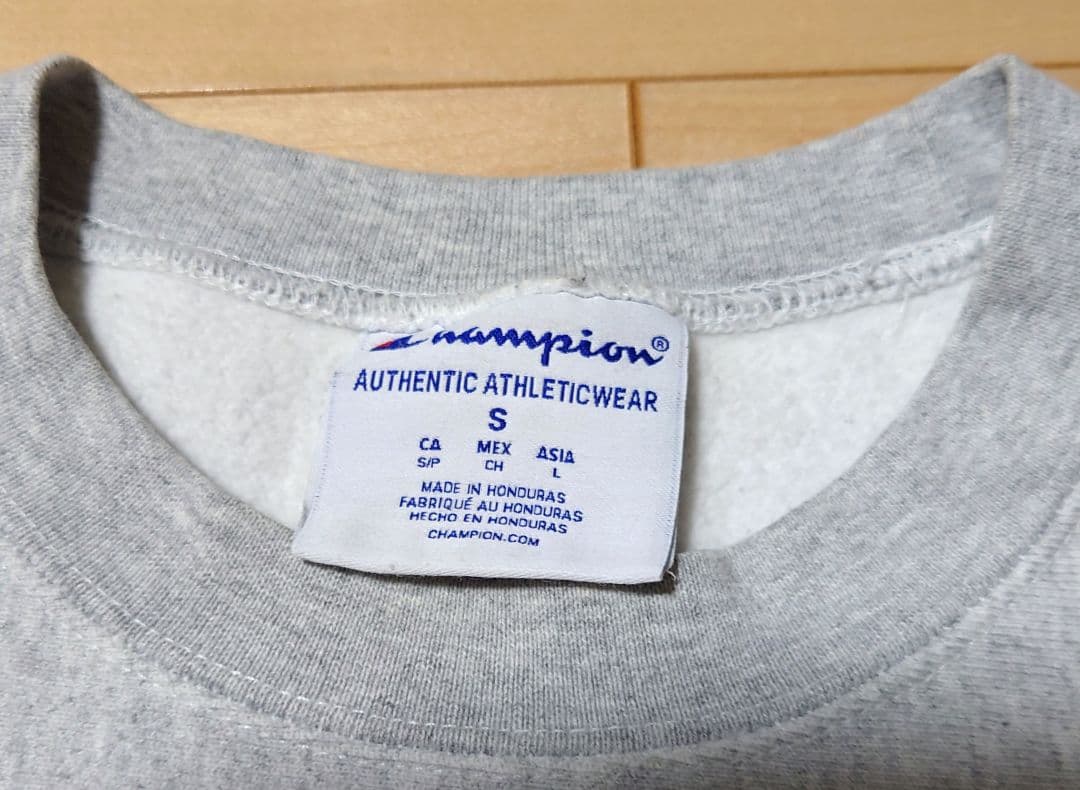 Champion®
AUTHENTIC ATHLETICWEAR
S
CA MEX ASIA
S/P CH L
MADE IN HONDURAS
FABRIQUÉ AU HONDURAS
HECHO EN HONDURAS
CHAMPION.COM